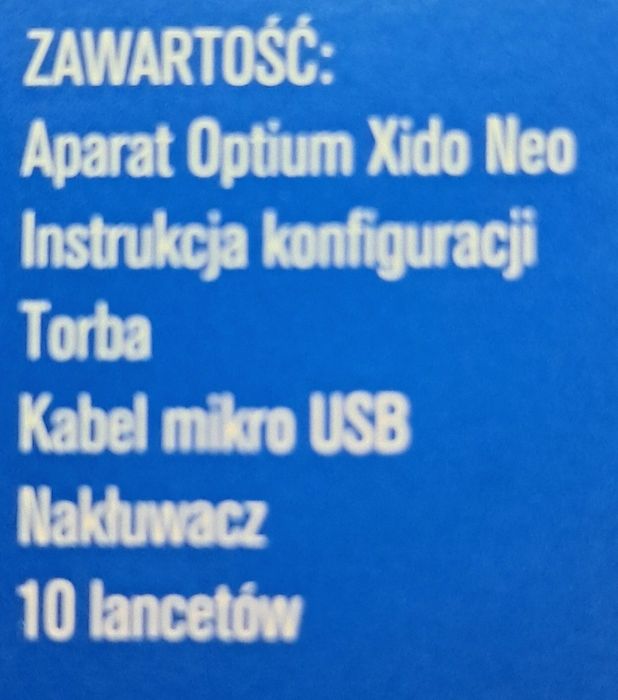 ZAWARTOŚĆ:
Aparat Optium Xido Neo
Instrukcja konfiguracji
Torba
Kabel mikro USB
Nakłuwacz
10 lancetów